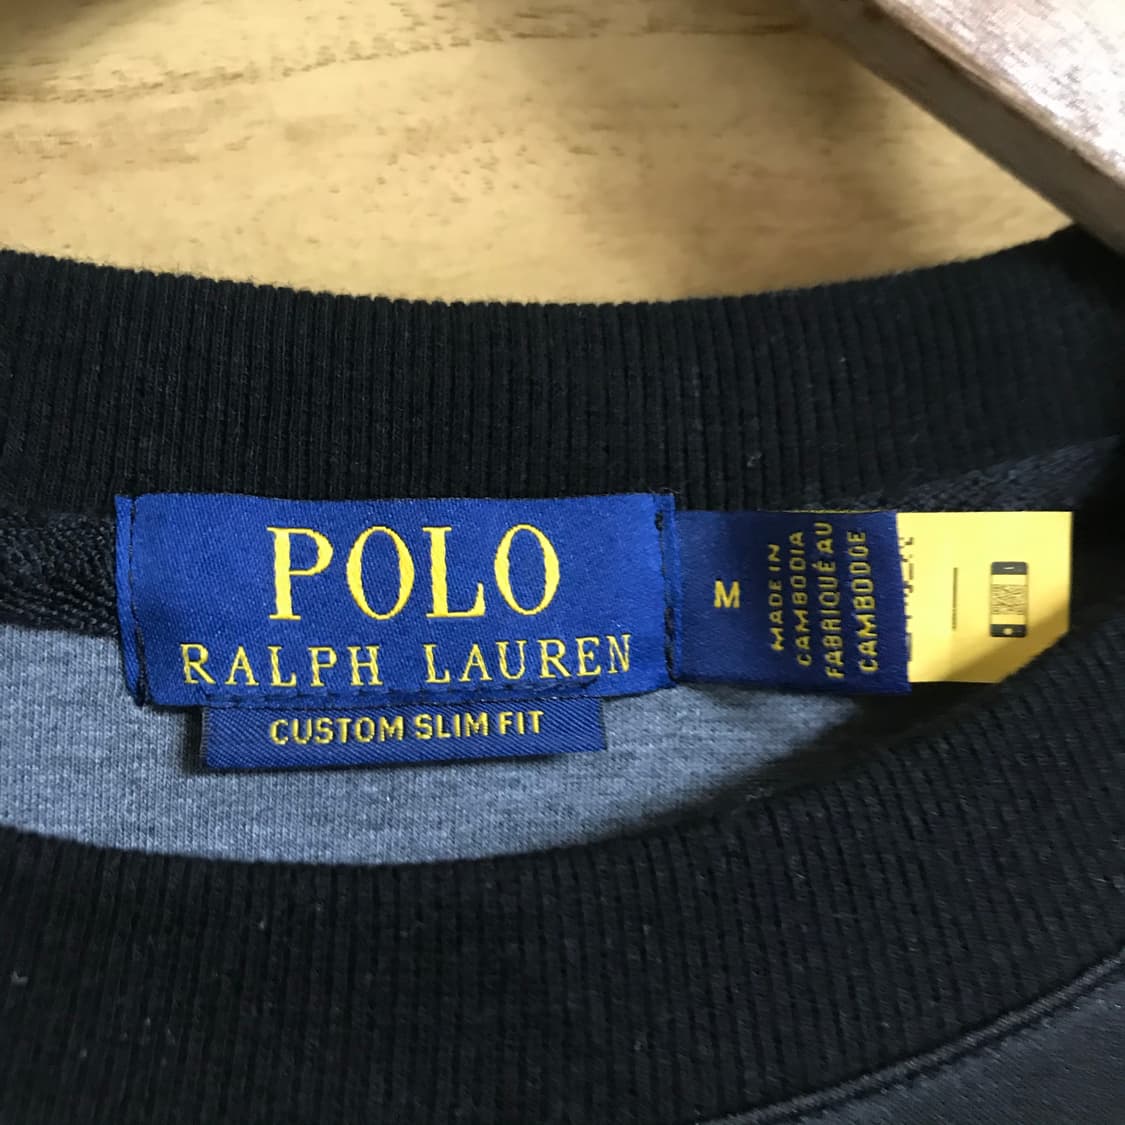 POLO
RALPH LAUREN
CUSTOM SLIM FIT
M
MADE IN
CAMBODIA
FABRIQUÉ AU
CAMBODGE